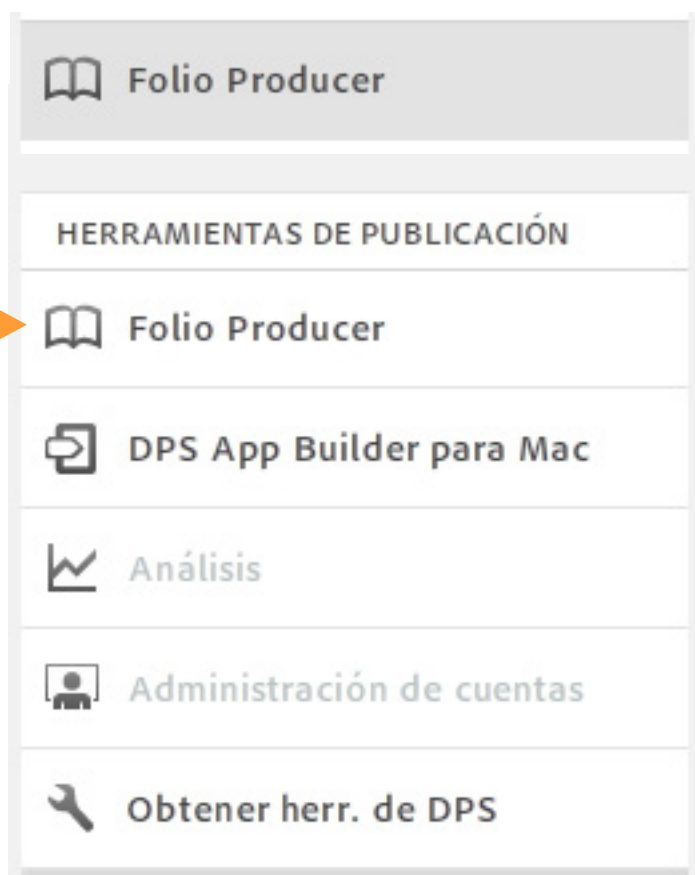 Folio Producer
HERRAMIENTAS DE PUBLICACIÓN
Folio Producer
DPS App Builder para Mac
Análisis
Administración de cuentas
Obtener herr. de DPS